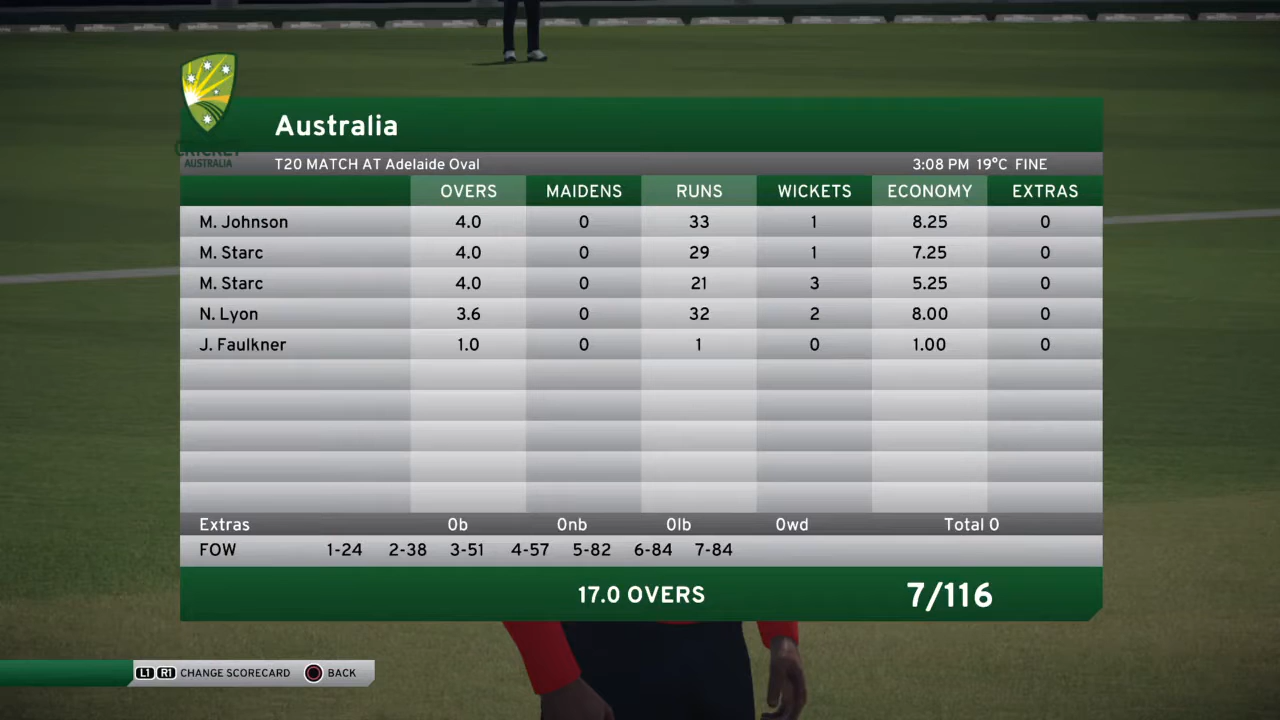 Australia
CRICKET
AUSTRALIA
T20 MATCH AT Adelaide Oval 3:08 PM 19°C FINE
OVERS MAIDENS RUNS WICKETS ECONOMY EXTRAS
M. Johnson 4.0 0 33 1 8.25 0
M. Starc 4.0 0 29 1 7.25 0
M. Starc 4.0 0 21 3 5.25 0
N. Lyon 3.6 0 32 2 8.00 0
J. Faulkner 1.0 0 1 0 1.00 0
Extras 0b 0nb 0lb 0wd Total 0
FOW 1-24 2-38 3-51 4-57 5-82 6-84 7-84
17.0 OVERS 7/116
L1 R1 CHANGE SCORECARD BACK